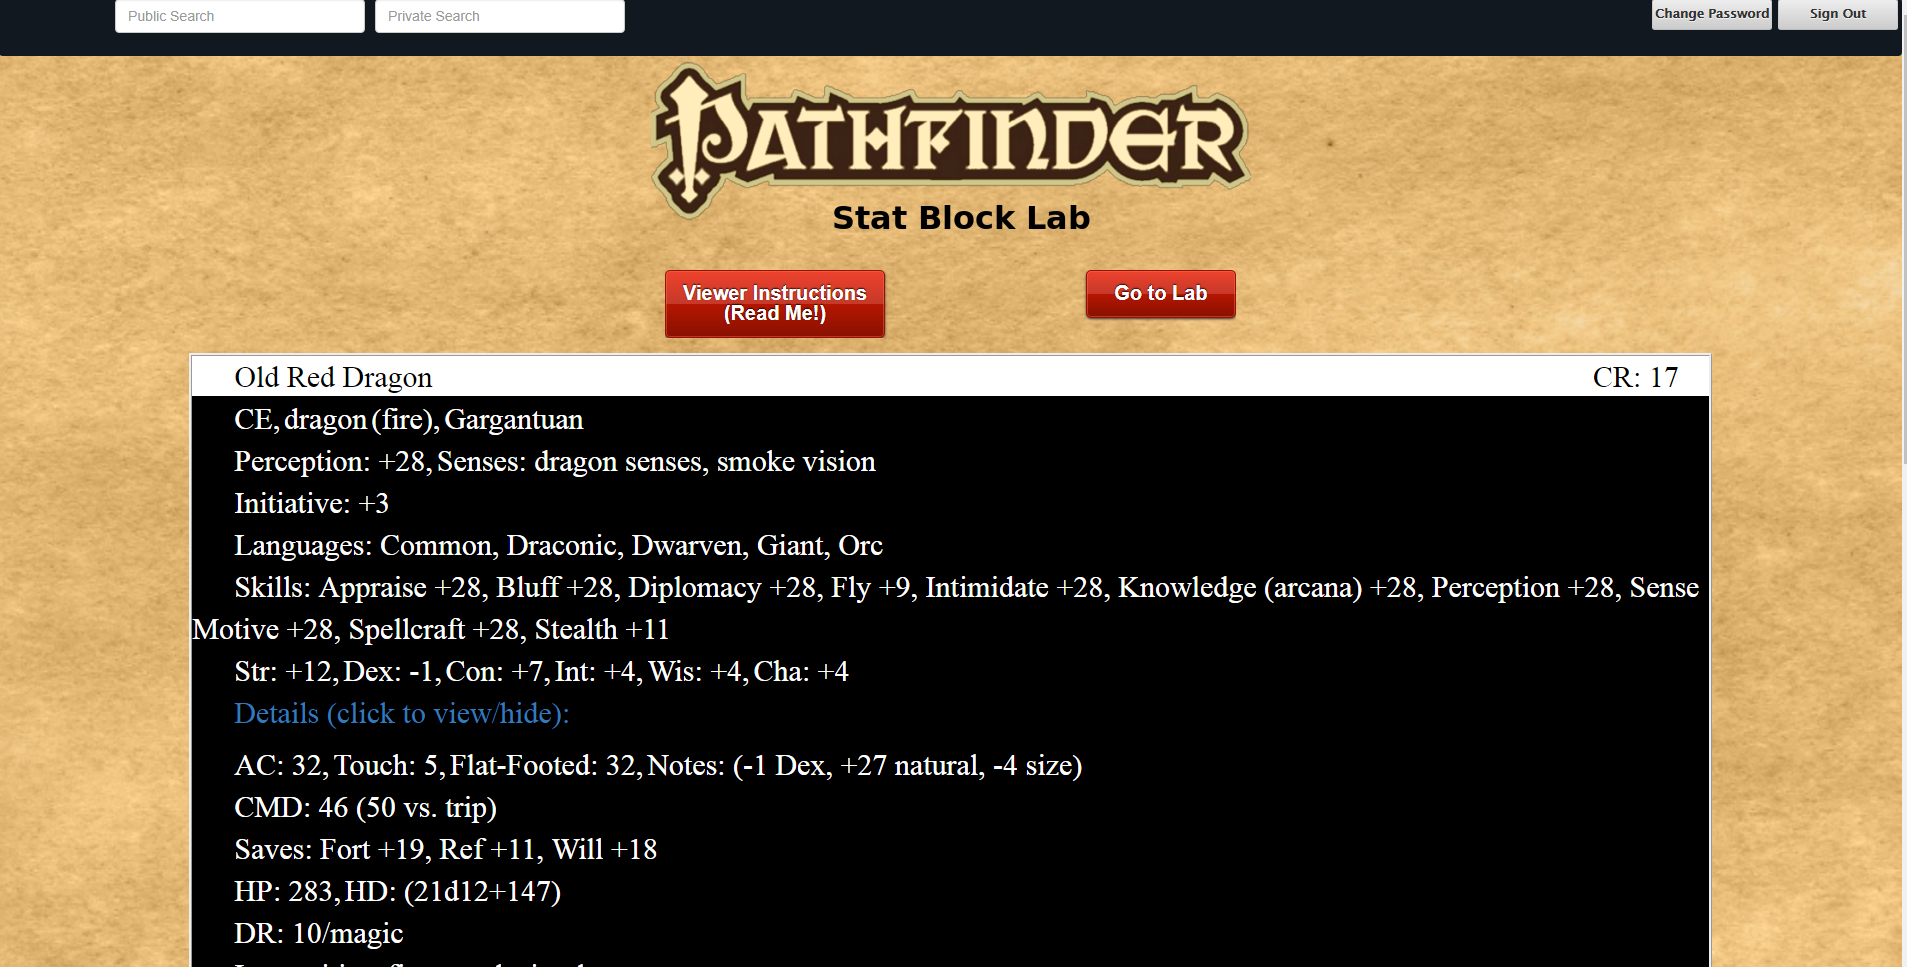 Public Search Private Search Change Password Sign Out
PATHFINDER
Stat Block Lab
Viewer Instructions
(Read Me!)
Go to Lab
Old Red Dragon CR: 17
CE, dragon (fire), Gargantuan
Perception: +28, Senses: dragon senses, smoke vision
Initiative: +3
Languages: Common, Draconic, Dwarven, Giant, Orc
Skills: Appraise +28, Bluff +28, Diplomacy +28, Fly +9, Intimidate +28, Knowledge (arcana) +28, Perception +28, Sense
Motive +28, Spellcraft +28, Stealth +11
Str: +12, Dex: -1, Con: +7, Int: +4, Wis: +4, Cha: +4
Details (click to view/hide):
AC: 32, Touch: 5, Flat-Footed: 32, Notes: (-1 Dex, +27 natural, -4 size)
CMD: 46 (50 vs. trip)
Saves: Fort +19, Ref +11, Will +18
HP: 283, HD: (21d12+147)
DR: 10/magic